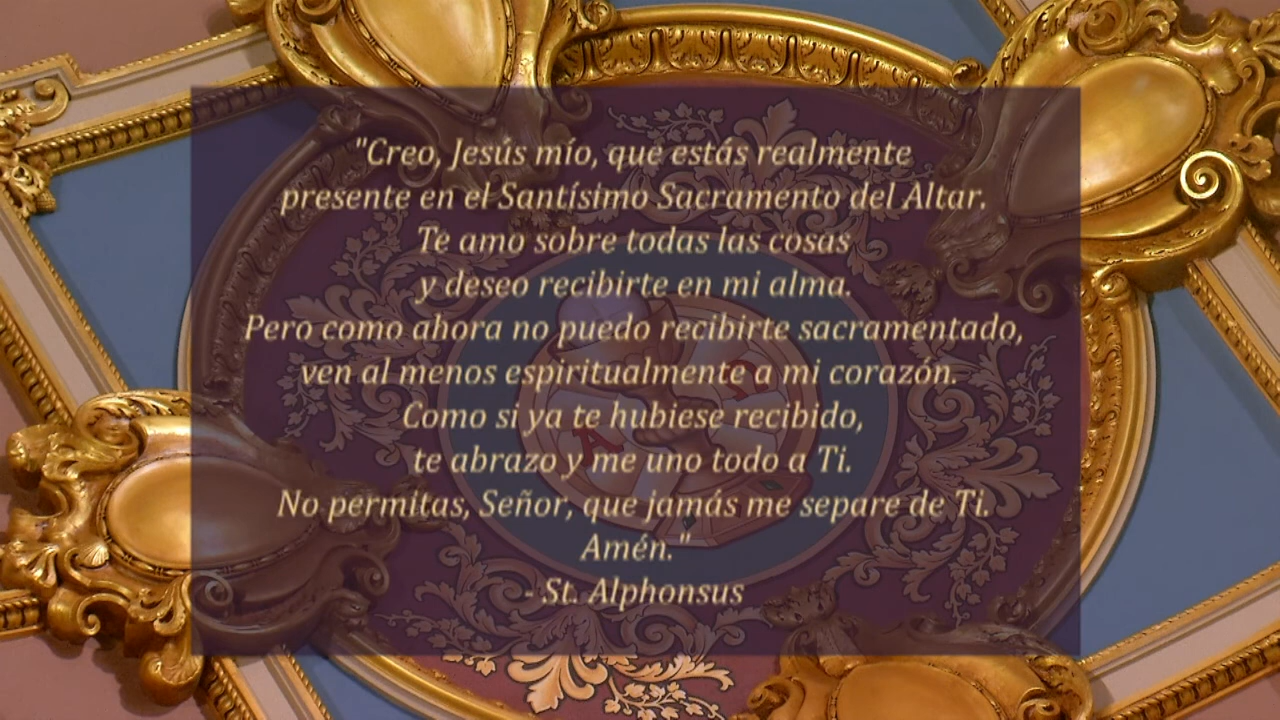 "Creo, Jesús mío, que estás realmente
presente en el Santísimo Sacramento del Altar.
Te amo sobre todas las cosas
y deseo recibirte en mi alma.
Pero como ahora no puedo recibirte sacramentado,
ven al menos espiritualmente a mi corazón.
Como si ya te hubiese recibido,
te abrazo y me uno todo a Ti.
No permitas, Señor, que jamás me separe de Ti.
Amén."
- St. Alphonsus